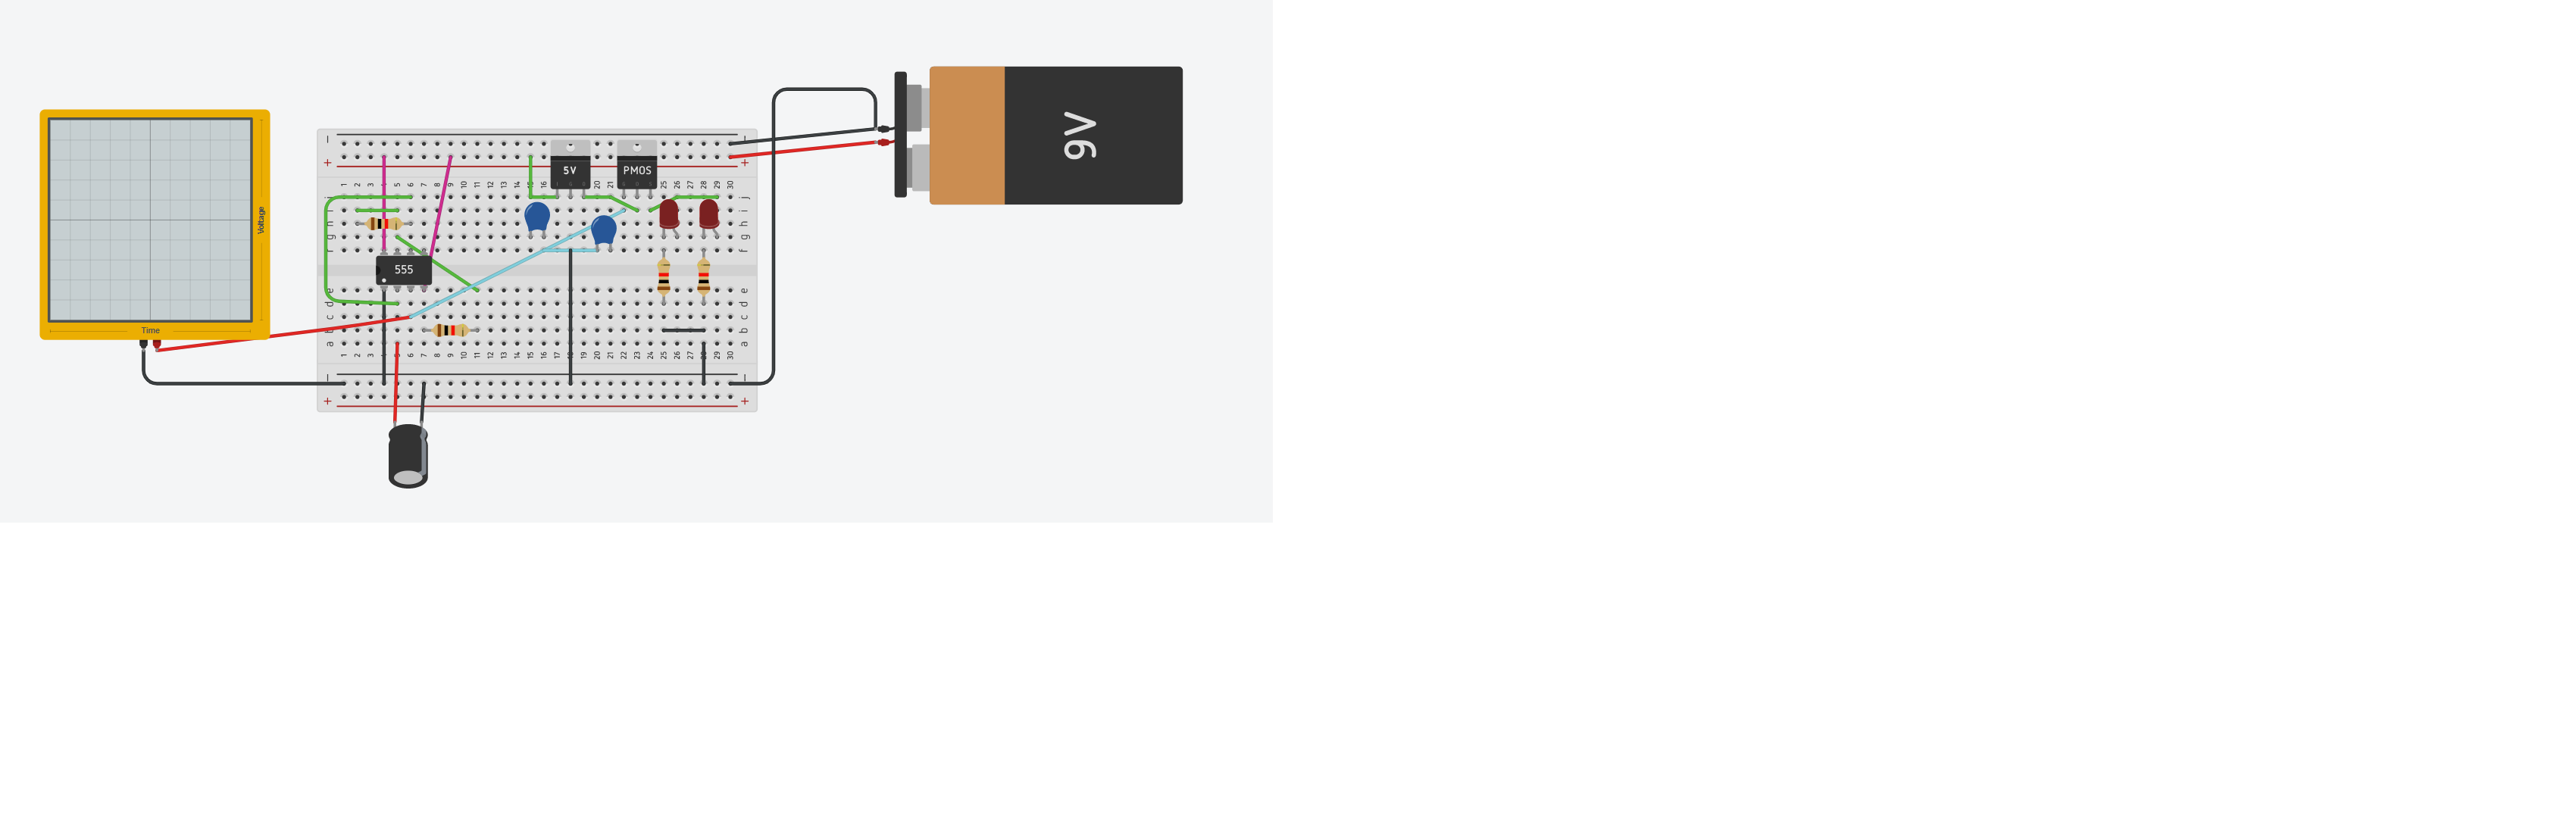 9V
5V
PMOS
555
Voltage
Time
− −
+ +
1 2 3 5 6 7 8 9 10 11 12 13 14 16 20 21 25 26 27 28 29 30
j j
i i
h h
g g
f f
e e
d d
c c
b b
a a
1 2 3 5 6 7 8 9 10 11 12 13 14 15 16 17 19 20 21 22 23 24 25 26 27 29 30
− −
+ +